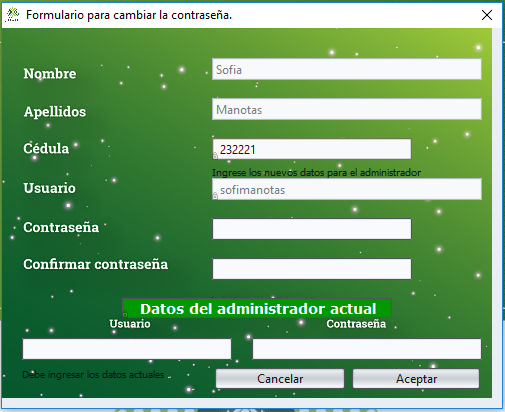 Formulario para cambiar la contraseña.
Nombre Sofia
Apellidos Manotas
Cédula 232221
Ingrese los nuevos datos para el administrador
Usuario sofimanotas
Contraseña
Confirmar contraseña
Datos del administrador actual
Usuario Contraseña
Debe ingresar los datos actuales
Cancelar Aceptar